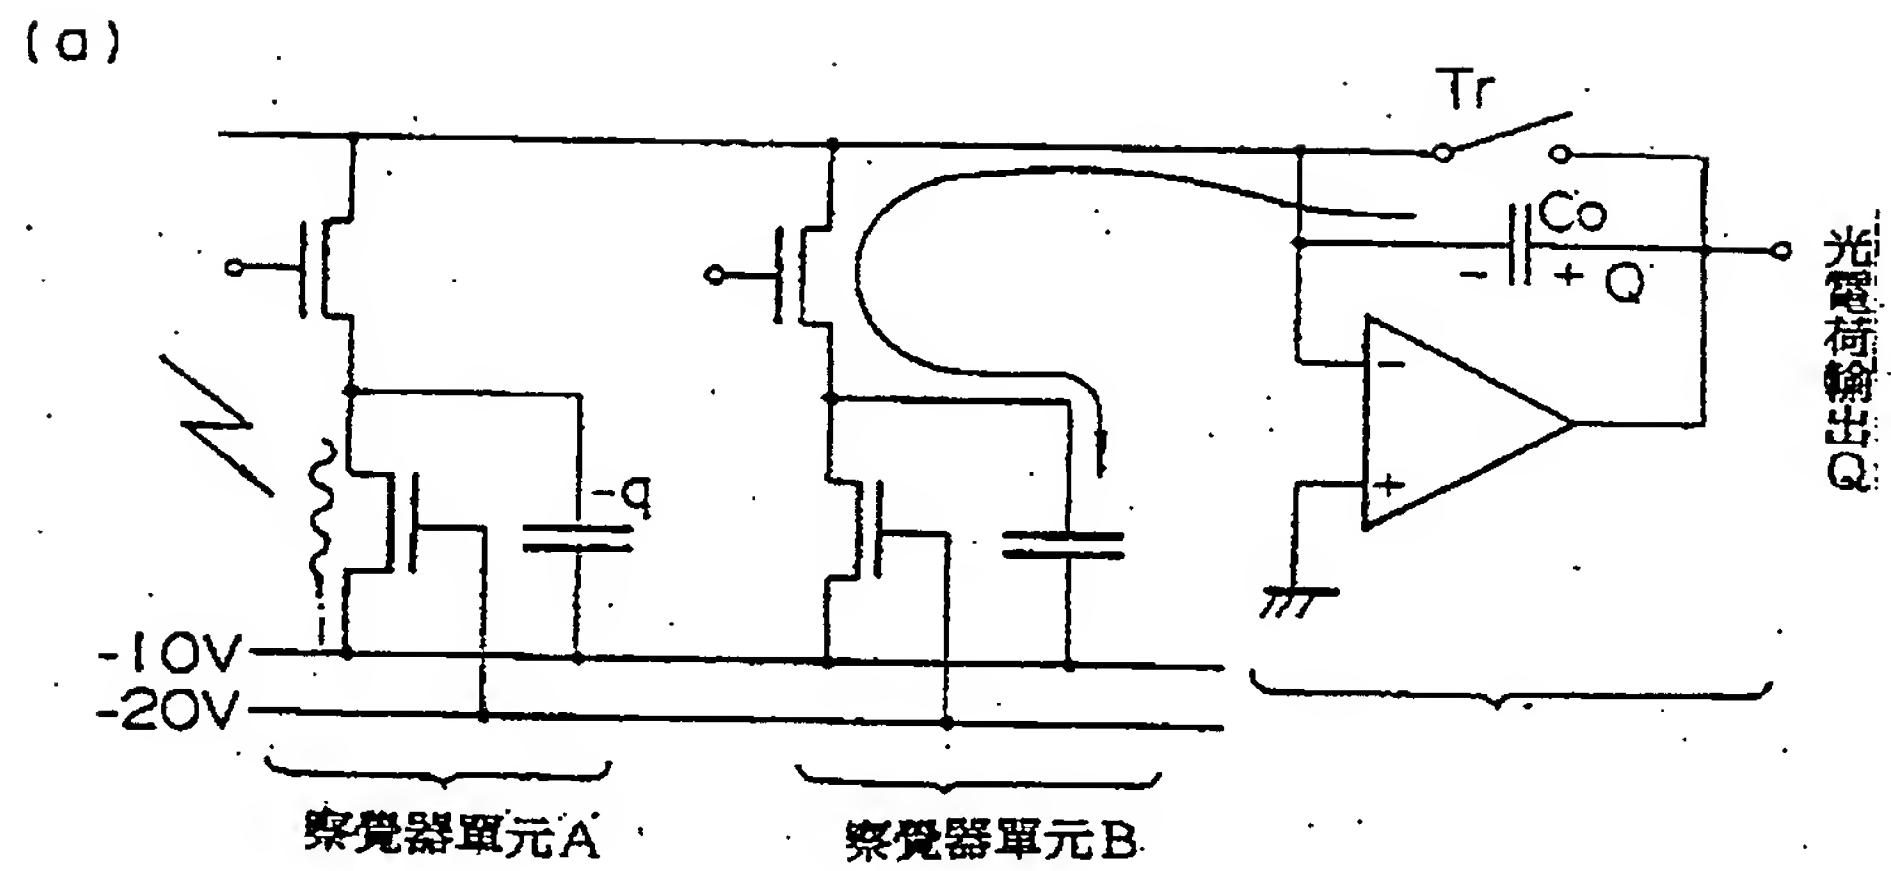 (a)
Tr
Co
- + Q
光電荷輸出Q
-
+
-q
-10V
-20V
察覺器單元A
察覺器單元B